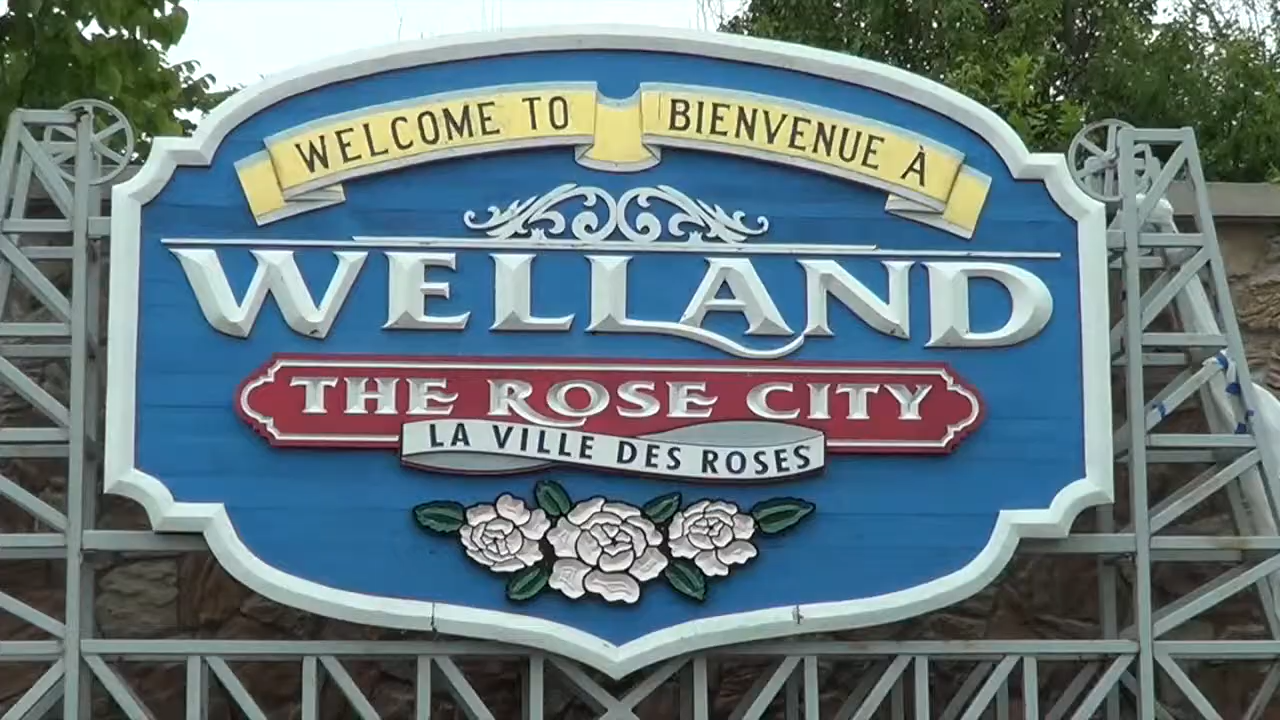 WELCOME TO BIENVENUE À
WELLAND
THE ROSE CITY
LA VILLE DES ROSES